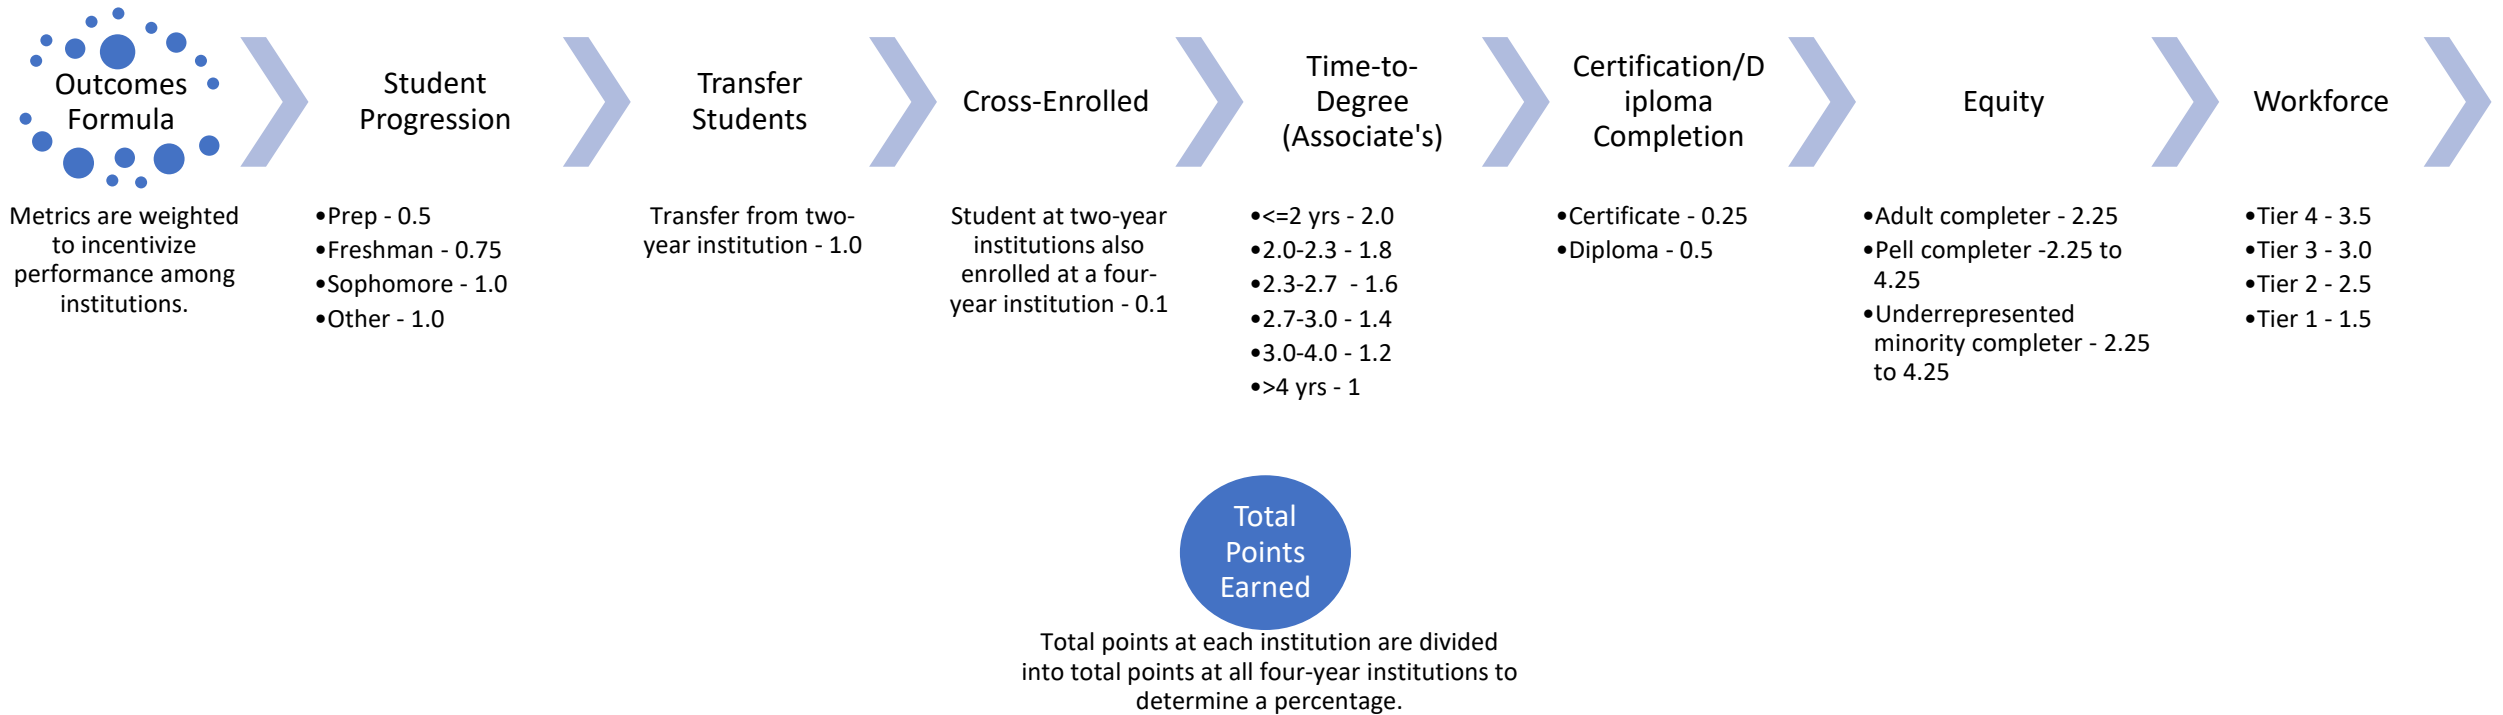 Outcomes
Formula
Metrics are weighted
to incentivize
performance among
institutions.
Student
Progression
•Prep - 0.5
•Freshman - 0.75
•Sophomore - 1.0
•Other - 1.0
Transfer
Students
Transfer from two-
year institution - 1.0
Cross-Enrolled
Student at two-year
institutions also
enrolled at a four-
year institution - 0.1
Time-to-
Degree
(Associate's)
•<=2 yrs - 2.0
•2.0-2.3 - 1.8
•2.3-2.7  - 1.6
•2.7-3.0 - 1.4
•3.0-4.0 - 1.2
•>4 yrs - 1
Certification/D
iploma
Completion
•Certificate - 0.25
•Diploma - 0.5
Equity
•Adult completer - 2.25
•Pell completer -2.25 to
4.25
•Underrepresented
minority completer - 2.25
to 4.25
Workforce
•Tier 4 - 3.5
•Tier 3 - 3.0
•Tier 2 - 2.5
•Tier 1 - 1.5
Total
Points
Earned
Total points at each institution are divided
into total points at all four-year institutions to
determine a percentage.